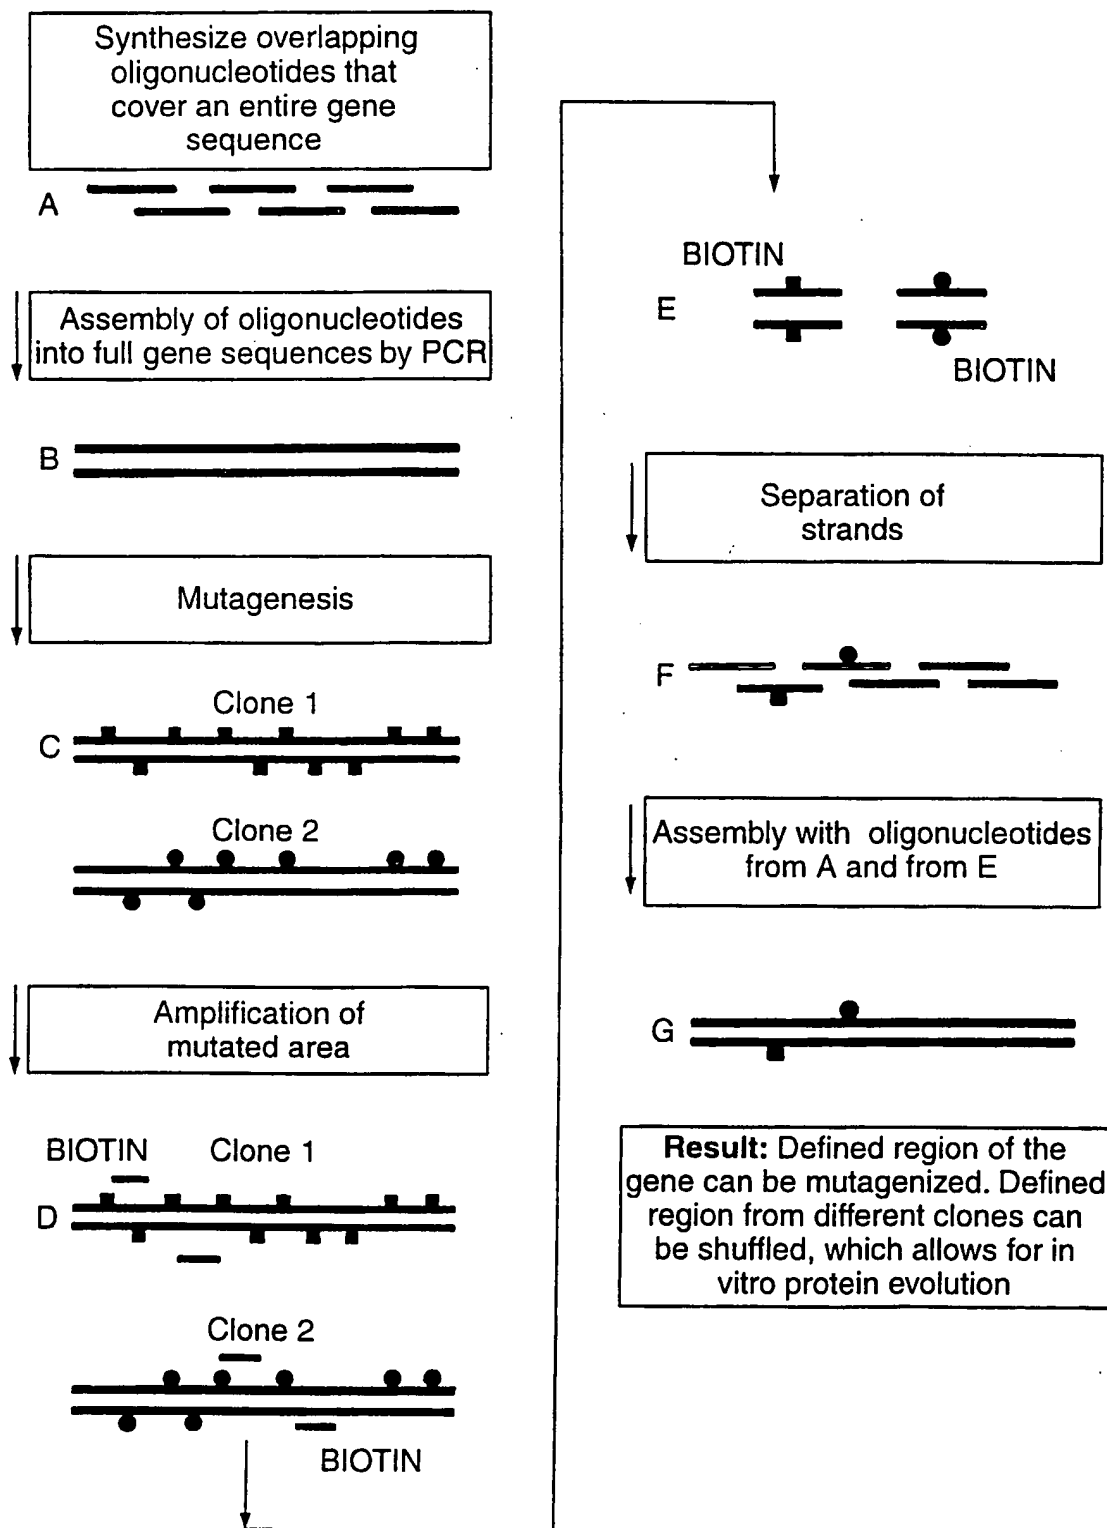 Synthesize overlapping
oligonucleotides that
cover an entire gene
sequence
A
Assembly of oligonucleotides
into full gene sequences by PCR
B
Mutagenesis
Clone 1
C
Clone 2
Amplification of
mutated area
BIOTIN
Clone 1
D
Clone 2
BIOTIN
BIOTIN
E
BIOTIN
Separation of
strands
F
Assembly with oligonucleotides
from A and from E
G
Result: Defined region of the
gene can be mutagenized. Defined
region from different clones can
be shuffled, which allows for in
vitro protein evolution